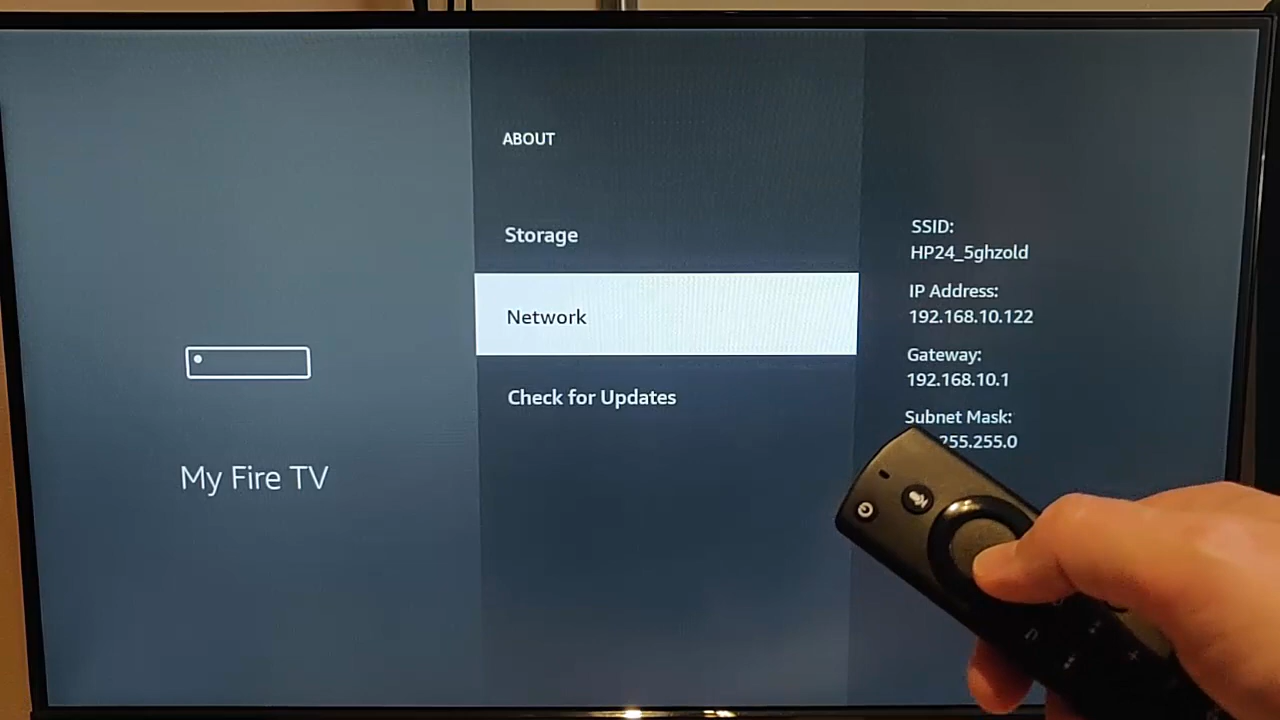 ABOUT
Storage
Network
Check for Updates
My Fire TV
SSID:
HP24_5ghzold
IP Address:
192.168.10.122
Gateway:
192.168.10.1
Subnet Mask:
255.255.0